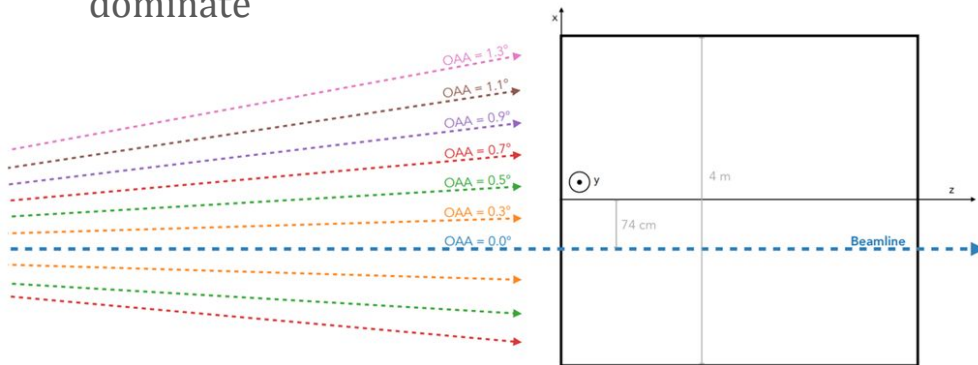 dominate
x
OAA = 1.3°
OAA = 1.1°
OAA = 0.9°
OAA = 0.7°
4 m
y
z
OAA = 0.5°
OAA = 0.3°
74 cm
OAA = 0.0°
Beamline